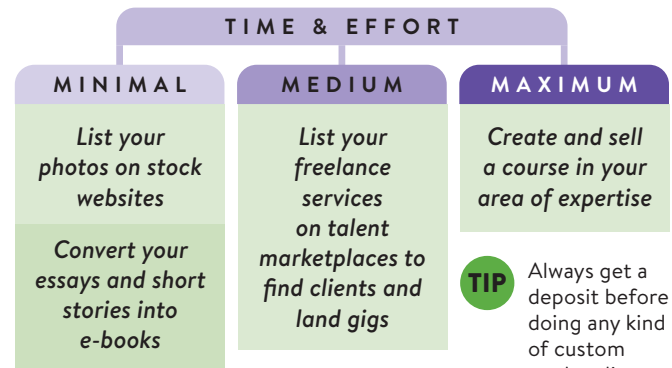 TIME & EFFORT
MINIMAL
List your
photos on stock
websites
Convert your
essays and short
stories into
e-books
MEDIUM
List your
freelance
services
on talent
marketplaces to
find clients and
land gigs
MAXIMUM
Create and sell
a course in your
area of expertise
TIP
Always get a
deposit before
doing any kind
of custom